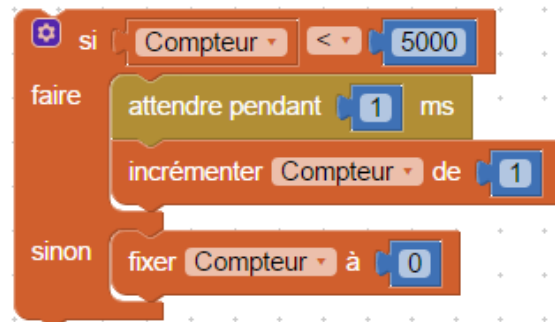 si Compteur < 5000
faire attendre pendant 1 ms
incrémenter Compteur de 1
sinon fixer Compteur à 0